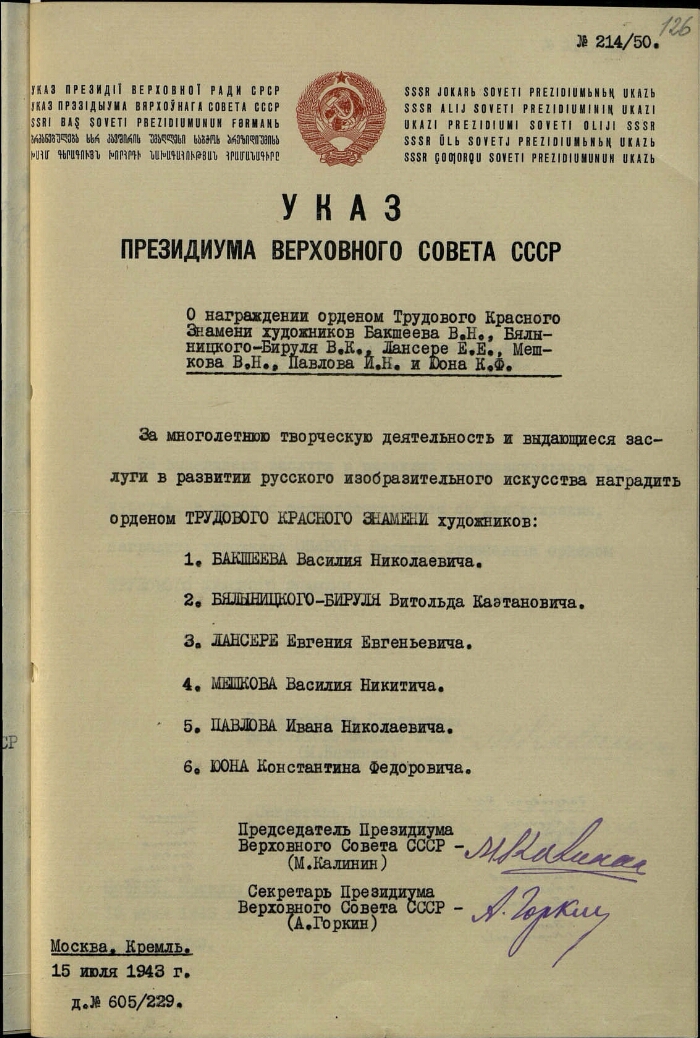 126
№ 214/50.
УКАЗ ПРЕЗИДІЇ ВЕРХОВНОЇ РАДИ СРСР
УКАЗ ПРЭЗІДЫУМА ВЯРХОЎНАГА СОВЕТА СССР
SSRI BAŞ SOVETI PREZIDIUMUNUN FƏRMANЬ
SSSR JOKARЬ SOVETI PREZIDIUMЬNЬꞐ UKAZЬ
SSSR ALIJ SOVETI PREZIDIUMINIꞐ UKAZI
UKAZI PREZIDIUMI SOVETI OLIJI SSSR
SSSR ÜLЬ SOVETJ PREZIDIUMЬNЬꞐ UKAZЬ
SSSR ÇOƢORQU SOVETI PREZIDIUMUNUN UKAZЬ
УКАЗ
ПРЕЗИДИУМА ВЕРХОВНОГО СОВЕТА СССР
О награждении орденом Трудового Красного
Знамени художников Бакшеева В.Н., Бялы-
ницкого-Бируля В.К., Лансере Е.Е., Меш-
кова В.Н., Павлова И.Н. и Юона К.Ф.
За многолетнюю творческую деятельность и выдающиеся зас-
луги в развитии русского изобразительного искусства наградить
орденом ТРУДОВОГО КРАСНОГО ЗНАМЕНИ художников:
1. БАКШЕЕВА Василия Николаевича.
2. БЯЛЫНИЦКОГО-БИРУЛЯ Витольда Каэтановича.
3. ЛАНСЕРЕ Евгения Евгеньевича.
4. МЕШКОВА Василия Никитича.
5. ПАВЛОВА Ивана Николаевича.
6. ЮОНА Константина Федоровича.
Председатель Президиума
Верховного Совета СССР - М Калинин
(М.Калинин)
Секретарь Президиума
Верховного Совета СССР - А. Горкин
(А.Горкин)
Москва, Кремль.
15 июля 1943 г.
д.№ 605/229.
СР